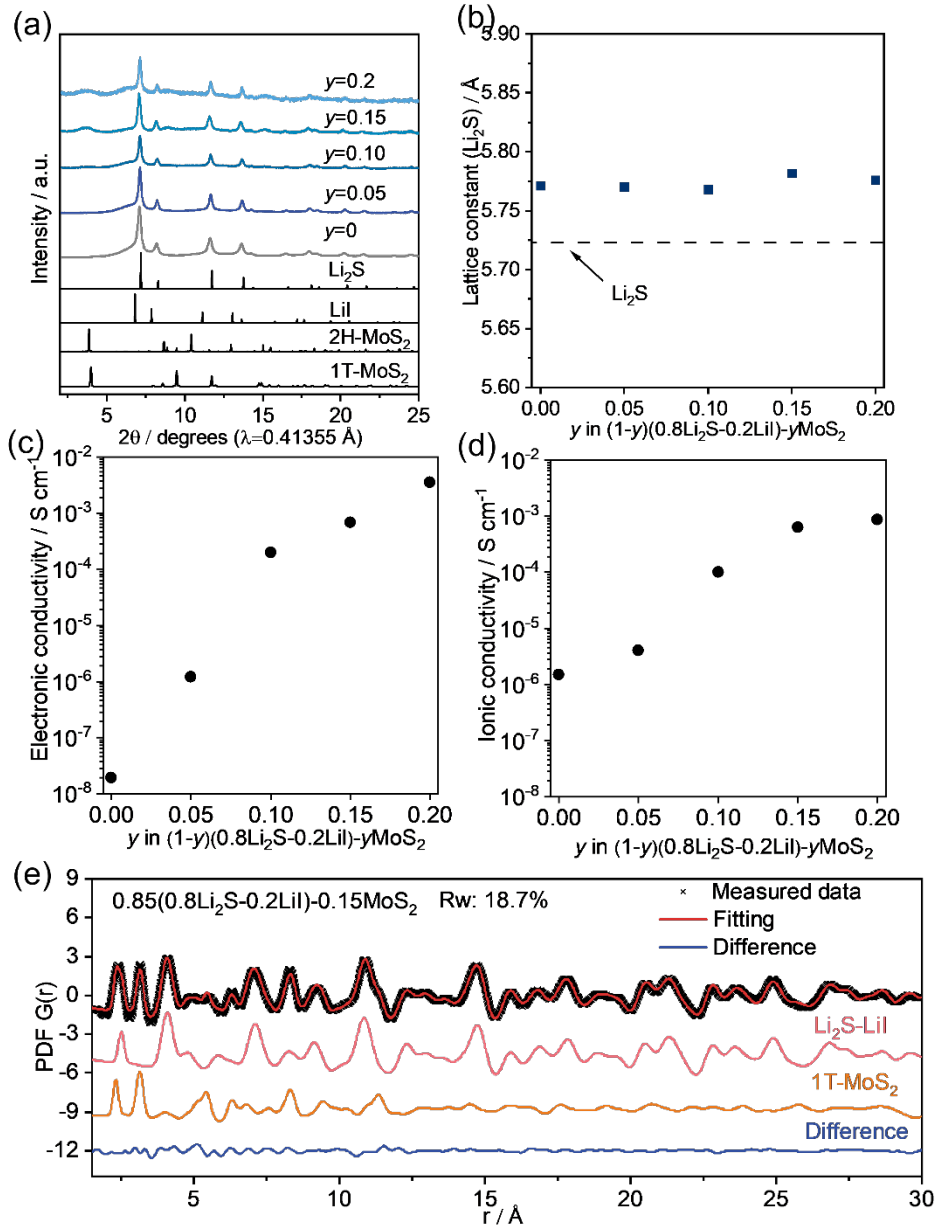 (a)
Intensity / a.u.
y=0.2
y=0.15
y=0.10
y=0.05
y=0
Li₂S
LiI
2H-MoS₂
1T-MoS₂
5 10 15 20 25
2θ / degrees (λ=0.41355 Å)
(b)
Lattice constant (Li₂S) / Å
5.90
5.85
5.80
5.75
5.70
5.65
5.60
Li₂S
0.00 0.05 0.10 0.15 0.20
y in (1-y)(0.8Li₂S-0.2LiI)-yMoS₂
(c)
Electronic conductivity / S cm⁻¹
10⁻²
10⁻³
10⁻⁴
10⁻⁵
10⁻⁶
10⁻⁷
10⁻⁸
0.00 0.05 0.10 0.15 0.20
y in (1-y)(0.8Li₂S-0.2LiI)-yMoS₂
(d)
Ionic conductivity / S cm⁻¹
10⁻²
10⁻³
10⁻⁴
10⁻⁵
10⁻⁶
10⁻⁷
10⁻⁸
0.00 0.05 0.10 0.15 0.20
y in (1-y)(0.8Li₂S-0.2LiI)-yMoS₂
(e)
PDF G(r)
9
6
3
0
-3
-6
-9
-12
0.85(0.8Li₂S-0.2LiI)-0.15MoS₂ Rw: 18.7%
Measured data
Fitting
Difference
Li₂S-LiI
1T-MoS₂
Difference
5 10 15 20 25 30
r / Å